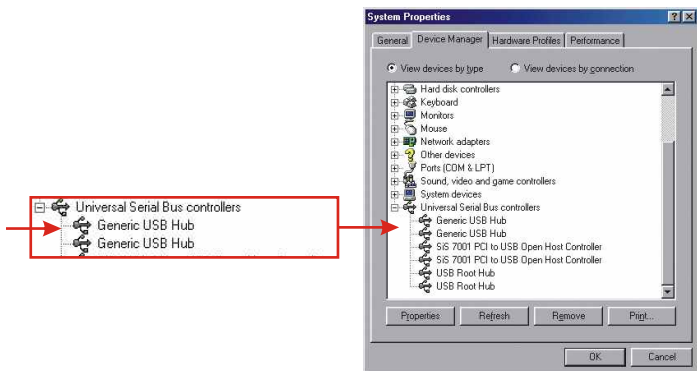 System Properties
General Device Manager Hardware Profiles Performance
View devices by type View devices by connection
Hard disk controllers
Keyboard
Monitors
Mouse
Network adapters
Other devices
Ports (COM & LPT)
Sound, video and game controllers
System devices
Universal Serial Bus controllers
Generic USB Hub
Generic USB Hub
SiS 7001 PCI to USB Open Host Controller
SiS 7001 PCI to USB Open Host Controller
USB Root Hub
USB Root Hub
Properties Refresh Remove Print...
OK Cancel
Universal Serial Bus controllers
Generic USB Hub
Generic USB Hub